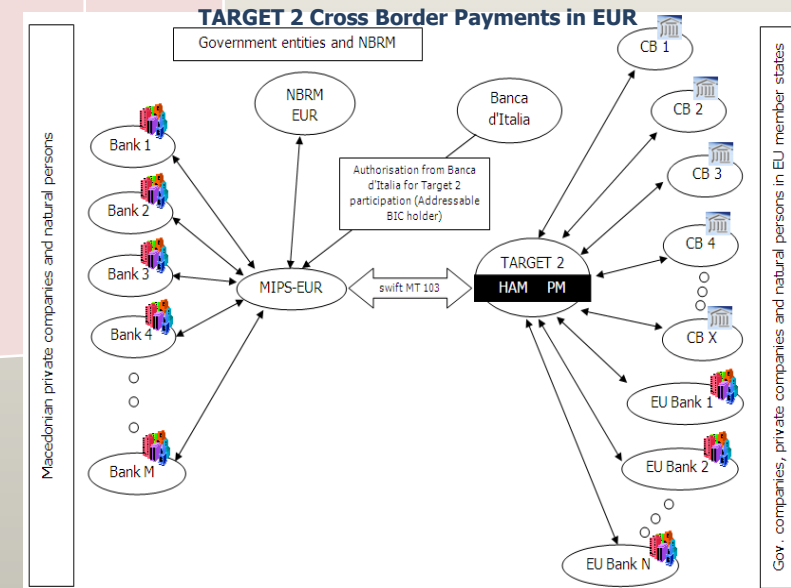 TARGET 2 Cross Border Payments in EUR
Government entities and NBRM
Macedonian private companies and natural persons
NBRM
EUR
Banca
d'Italia
Authorisation from Banca
d'Italia for Target 2
participation (Addressable
BIC holder)
Bank 1
Bank 2
Bank 3
Bank 4
Bank M
MIPS-EUR
swift MT 103
TARGET 2
HAM PM
CB 1
CB 2
CB 3
CB 4
CB X
EU Bank 1
EU Bank 2
EU Bank N
Gov. companies, private companies and natural persons in EU member states